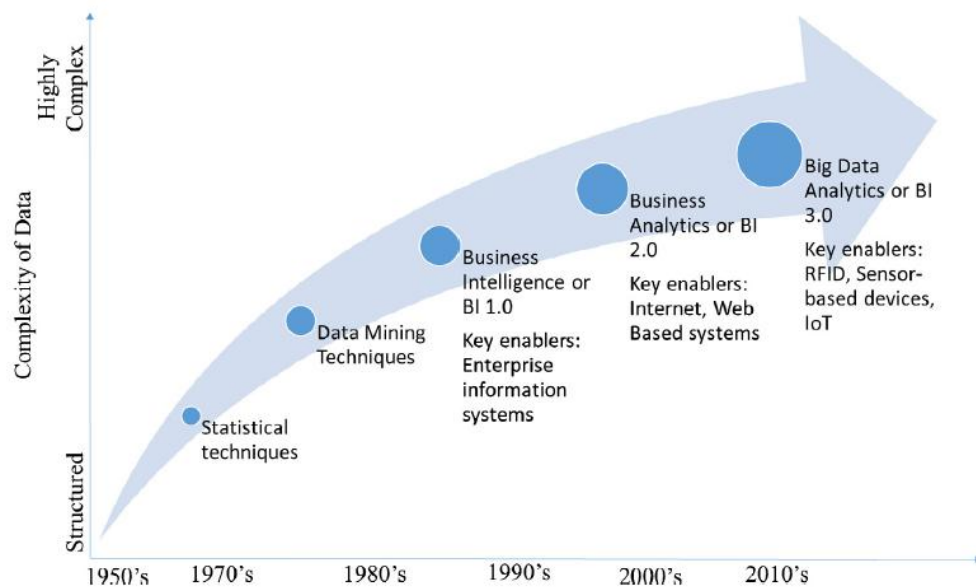 Highly
Complex
Complexity of Data
Structured
Statistical
techniques
Data Mining
Techniques
Business
Intelligence or
BI 1.0
Key enablers:
Enterprise
information
systems
Business
Analytics or BI
2.0
Key enablers:
Internet, Web
Based systems
Big Data
Analytics or BI
3.0
Key enablers:
RFID, Sensor-
based devices,
IoT
1950's 1970's 1980's 1990's 2000's 2010's